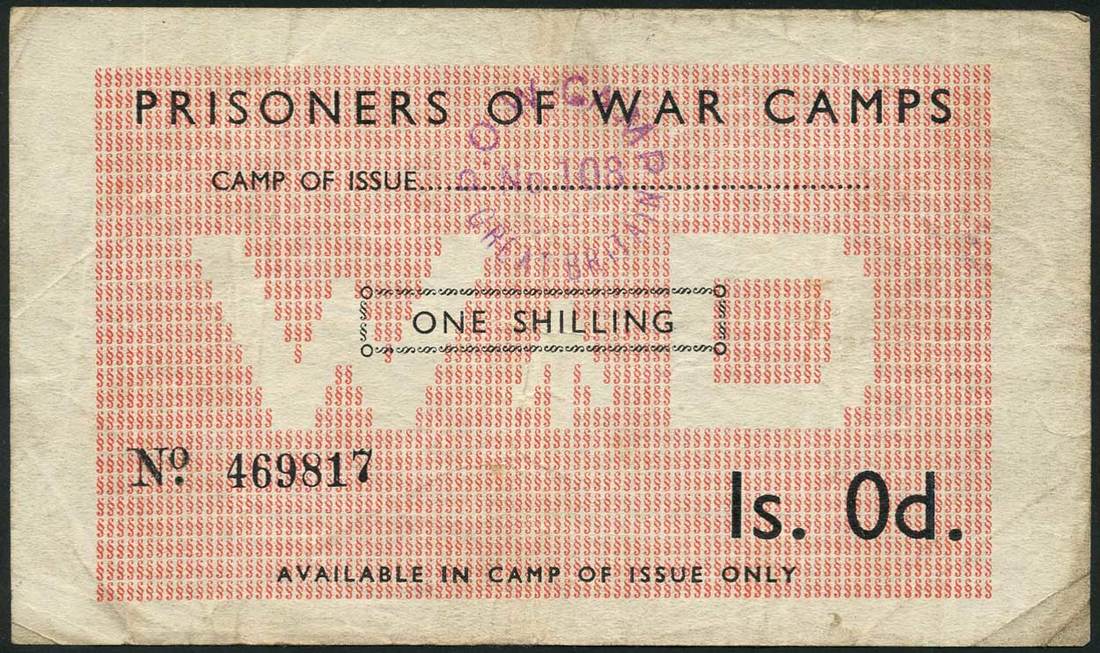 PRISONERS OF WAR CAMPS
P.O.W. CAMP
No 108
GREAT BRITAIN
CAMP OF ISSUE........................................................................
W D
ONE SHILLING
No. 469817
1s. 0d.
AVAILABLE IN CAMP OF ISSUE ONLY